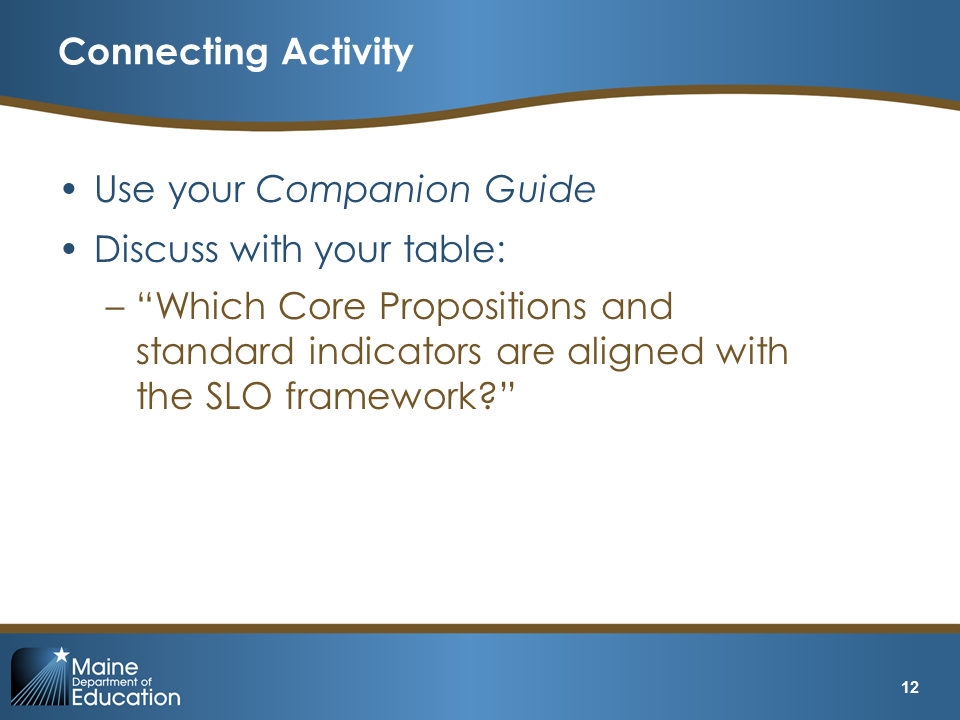 Connecting Activity
• Use your Companion Guide
• Discuss with your table:
– “Which Core Propositions and
standard indicators are aligned with
the SLO framework?”
Maine
Department of
Education
12